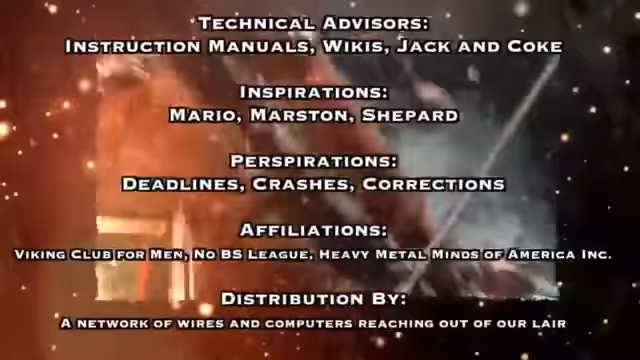 Technical Advisors:
Instruction Manuals, Wikis, Jack and Coke
Inspirations:
Mario, Marston, Shepard
Perspirations:
Deadlines, Crashes, Corrections
Affiliations:
Viking Club for Men, No BS League, Heavy Metal Minds of America Inc.
Distribution By:
A network of wires and computers reaching out of our lair